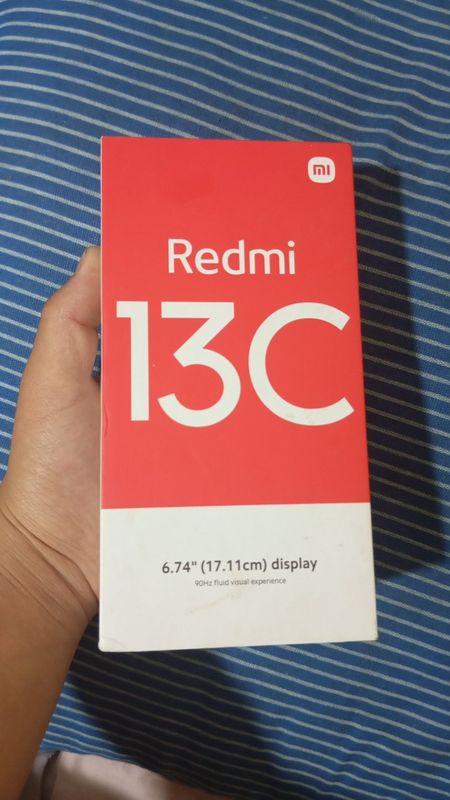 mi
Redmi
13C
6.74" (17.11cm) display
90Hz fluid visual experience